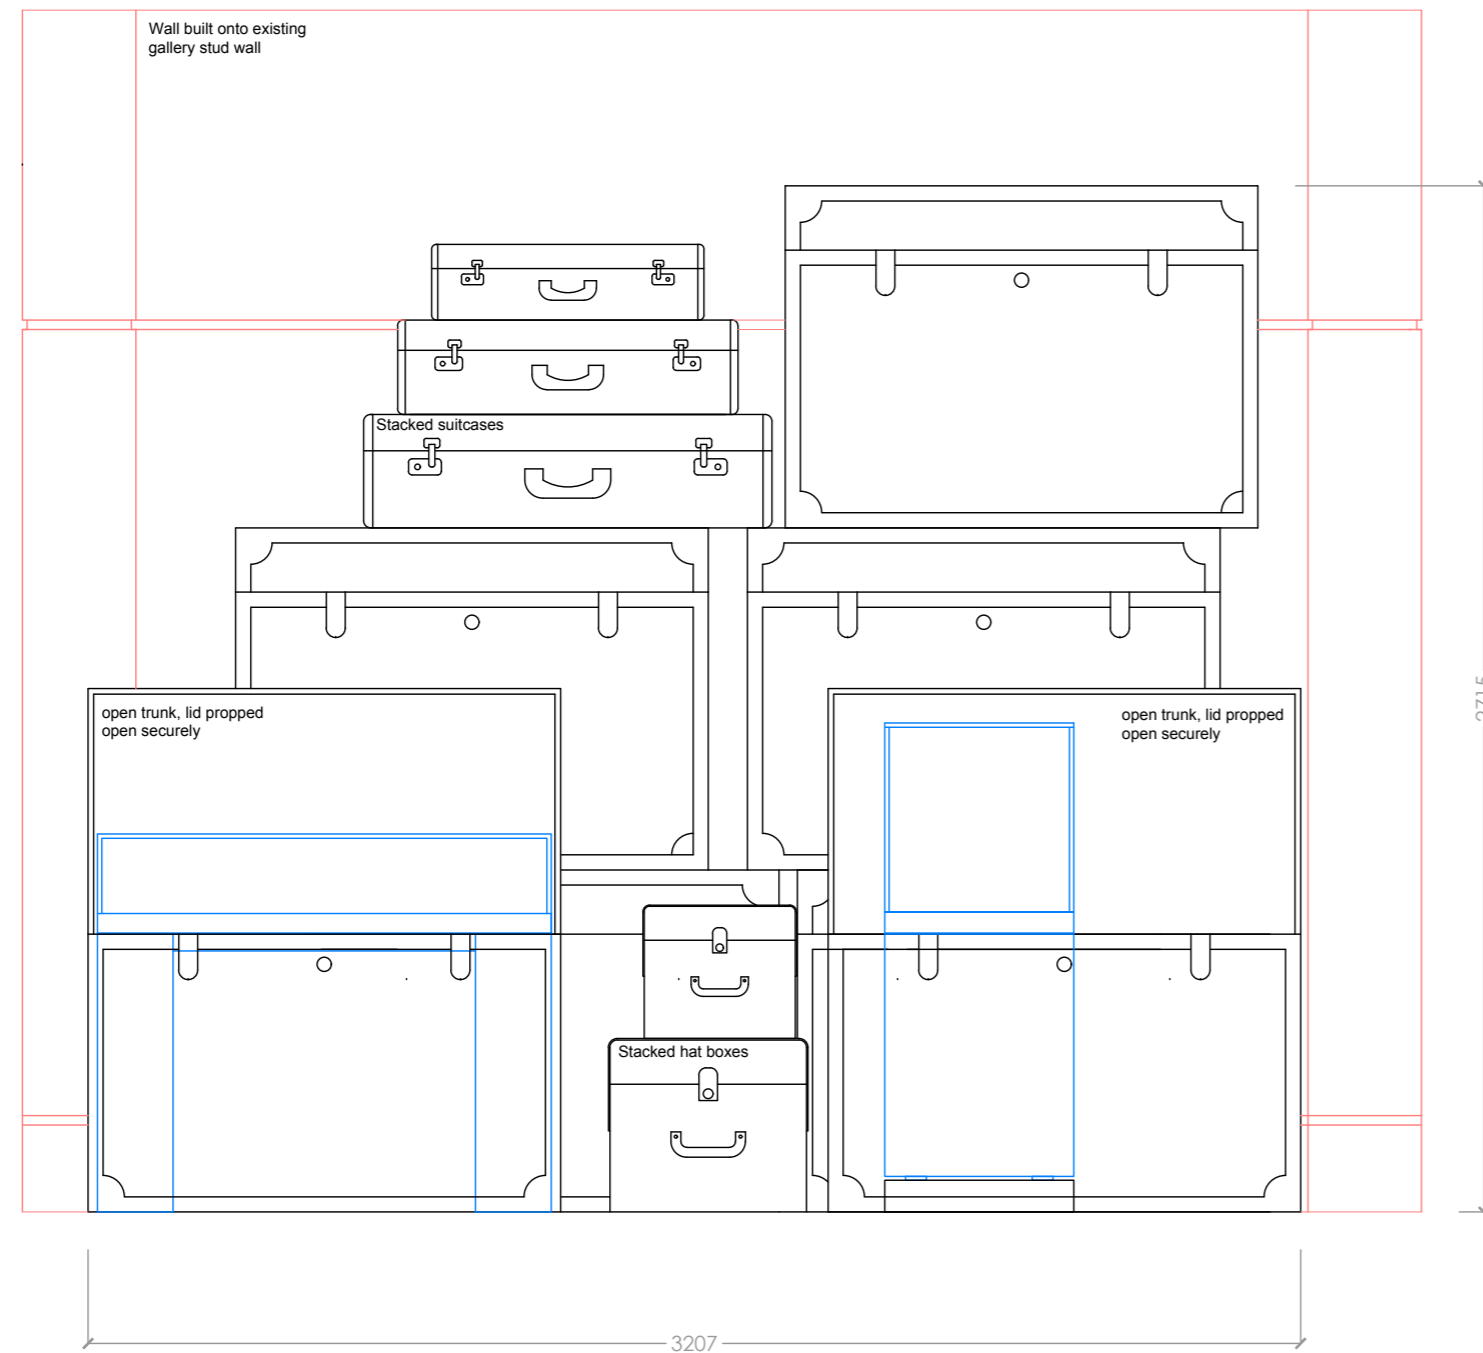 Wall built onto existing
gallery stud wall
Stacked suitcases
open trunk, lid propped
open securely
open trunk, lid propped
open securely
Stacked hat boxes
3207